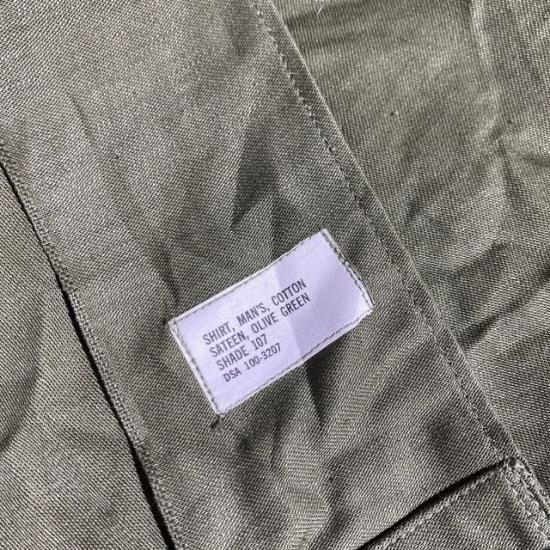 SHIRT, MAN'S, COTTON
SATEEN, OLIVE GREEN
SHADE 107
DSA 100-3207